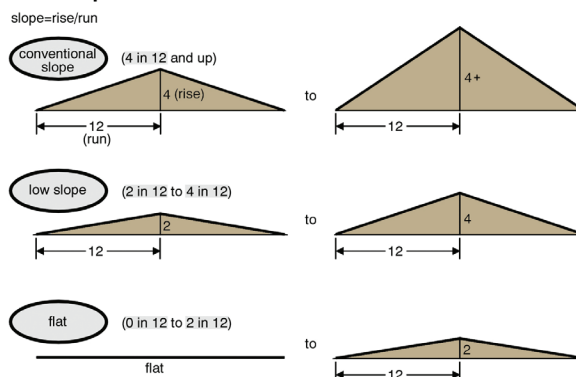 slope=rise/run
conventional
slope
(4 in 12 and up)
4 (rise)
12
(run)
to
4+
12
low slope
(2 in 12 to 4 in 12)
2
12
to
4
12
flat
(0 in 12 to 2 in 12)
flat
to
2
12